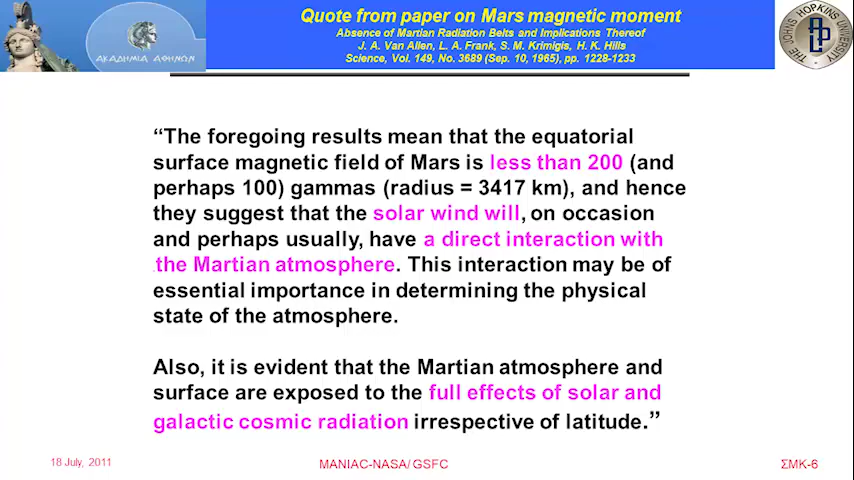 Quote from paper on Mars magnetic moment
Absence of Martian Radiation Belts and Implications Thereof
J. A. Van Allen, L. A. Frank, S. M. Krimigis, H. K. Hills
Science, Vol. 149, No. 3689 (Sep. 10, 1965), pp. 1228-1233
ΑΚΑΔΗΜΙΑ ΑΘΗΝΩΝ
THE JOHNS HOPKINS UNIVERSITY
APL
“The foregoing results mean that the equatorial
surface magnetic field of Mars is less than 200 (and
perhaps 100) gammas (radius = 3417 km), and hence
they suggest that the solar wind will, on occasion
and perhaps usually, have a direct interaction with
the Martian atmosphere. This interaction may be of
essential importance in determining the physical
state of the atmosphere.
Also, it is evident that the Martian atmosphere and
surface are exposed to the full effects of solar and
galactic cosmic radiation irrespective of latitude.”
18 July, 2011
MANIAC-NASA/ GSFC
ΣΜΚ-6